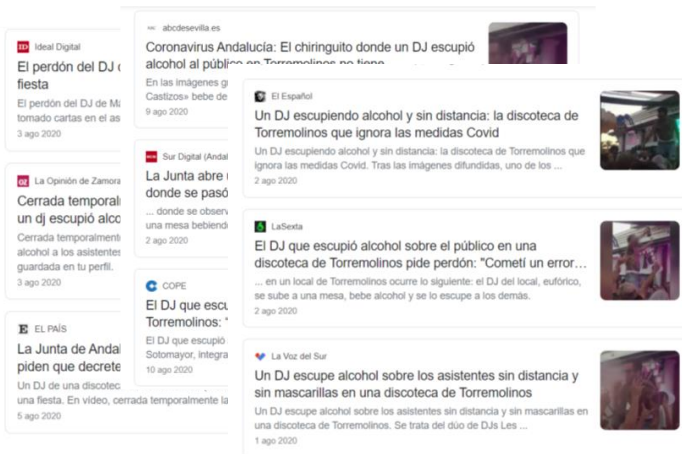 Ideal Digital
El perdón del DJ
fiesta
El perdón del DJ de
tomado cartas en el
3 ago 2020
La Opinión de Zamora
Cerrada
un dj escupió
Cerrada temporalmente
alcohol a los asistentes
guardada en tu perfil.
3 ago 2020
EL PAÍS
La Junta de
piden que decrete
Un DJ de una
una fiesta. En vídeo, cerrada temporalmente la
5 ago 2020
abcdesevilla.es
Coronavirus Andalucía: El chiringuito donde un DJ escupió
alcohol al público en Torremolinos no tiene
En las imágenes
Castizos» bebe de
9 ago 2020
Sur Digital
La Junta abre
donde se pasó
... donde se
una mesa
2 ago 2020
COPE
El DJ que
Torremolinos: "
El DJ que escupió
Sotomayor,
10 ago 2020
El Español
Un DJ escupiendo alcohol y sin distancia: la discoteca de
Torremolinos que ignora las medidas Covid
Un DJ escupiendo alcohol y sin distancia: la discoteca de Torremolinos que
ignora las medidas Covid. Tras las imágenes difundidas, uno de los ...
2 ago 2020
LaSexta
El DJ que escupió alcohol sobre el público en una
discoteca de Torremolinos pide perdón: "Cometí un error…
... en un local de Torremolinos ocurre lo siguiente: el DJ del local, eufórico,
se sube a una mesa, bebe alcohol y se lo escupe a los demás.
2 ago 2020
La Voz del Sur
Un DJ escupe alcohol sobre los asistentes sin distancia y
sin mascarillas en una discoteca de Torremolinos
Un DJ escupe alcohol sobre los asistentes sin distancia y sin mascarillas en
una discoteca de Torremolinos. Se trata del dúo de DJs Les ...
1 ago 2020